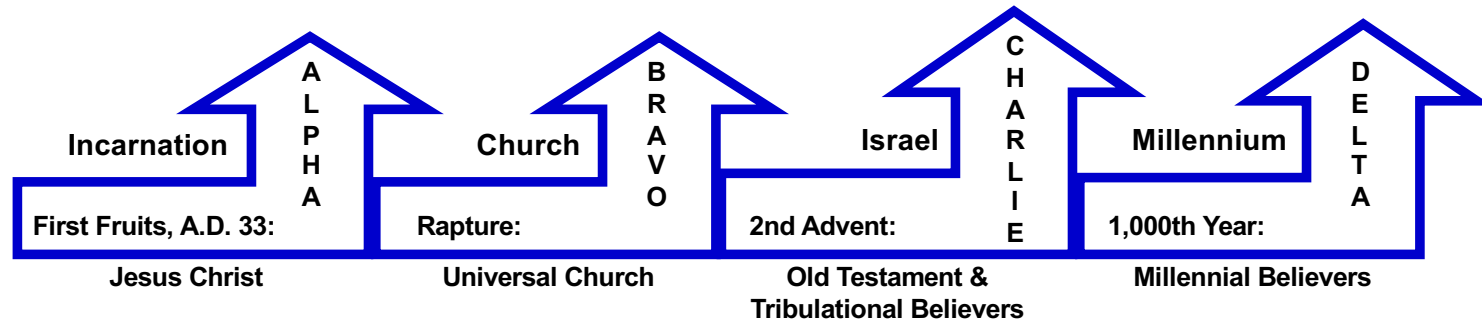 Incarnation
ALPHA
First Fruits, A.D. 33:
Jesus Christ
Church
BRAVO
Rapture:
Universal Church
Israel
CHARLIE
2nd Advent:
Old Testament &
Tribulational Believers
Millennium
DELTA
1,000th Year:
Millennial Believers